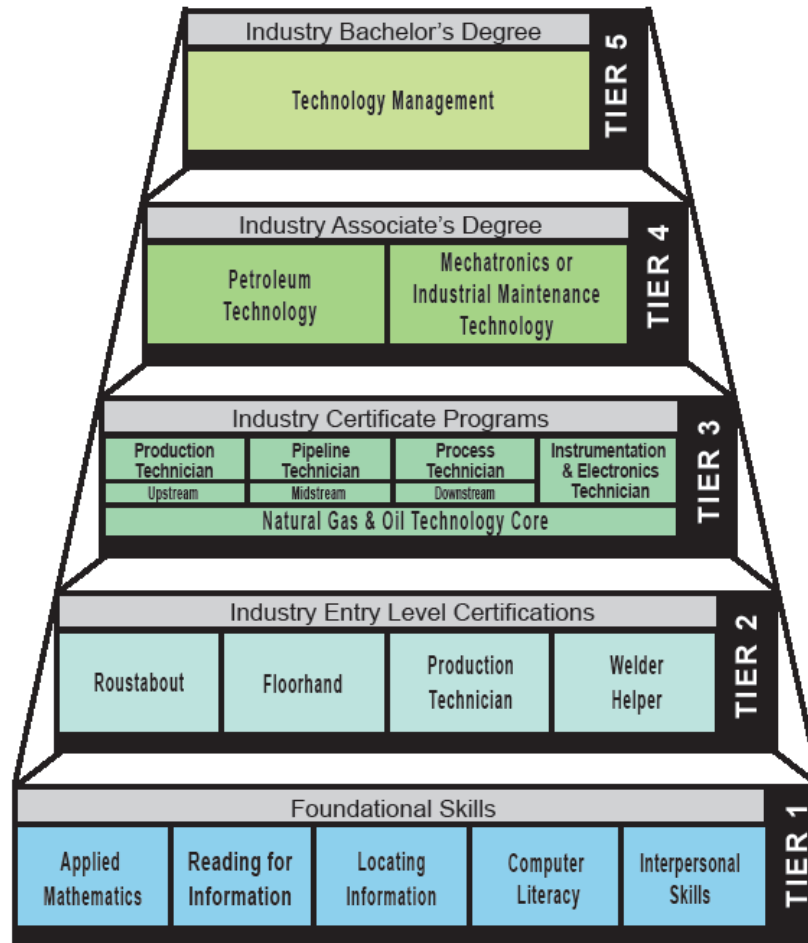 Industry Bachelor's Degree
Technology Management
TIER 5
Industry Associate's Degree
Petroleum
Technology
Mechatronics or
Industrial Maintenance
Technology
TIER 4
Industry Certificate Programs
Production
Technician
Upstream
Pipeline
Technician
Midstream
Process
Technician
Downstream
Instrumentation
& Electronics
Technician
Natural Gas & Oil Technology Core
TIER 3
Industry Entry Level Certifications
Roustabout
Floorhand
Production
Technician
Welder
Helper
TIER 2
Foundational Skills
Applied
Mathematics
Reading for
Information
Locating
Information
Computer
Literacy
Interpersonal
Skills
TIER 1